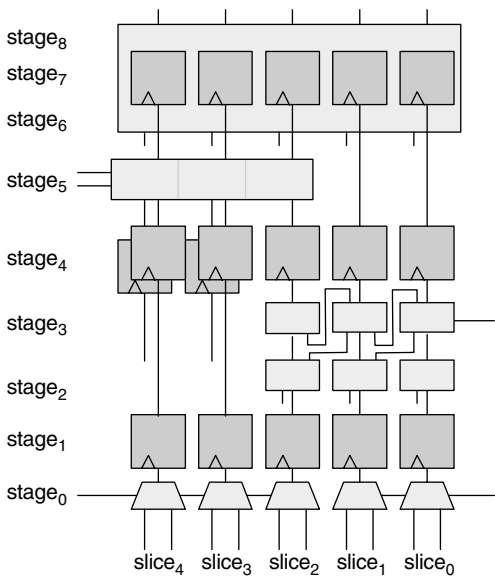 stage₈
stage₇
stage₆
stage₅
stage₄
stage₃
stage₂
stage₁
stage₀
slice₄ slice₃ slice₂ slice₁ slice₀